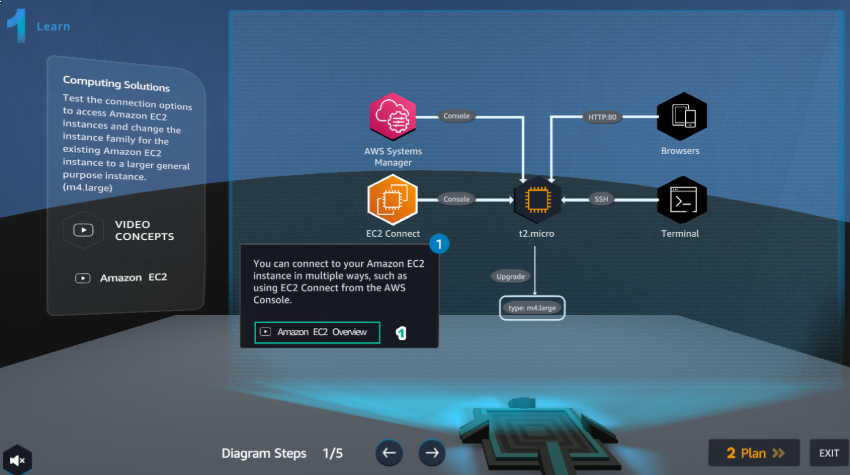 1 Learn
Computing Solutions
Test the connection options
to access Amazon EC2
instances and change the
instance family for the
existing Amazon EC2
instance to a larger general
purpose instance.
(m4.large)
VIDEO
CONCEPTS
Amazon EC2
Console
HTTP:80
AWS Systems
Manager
Browsers
Console
SSH
EC2 Connect
t2.micro
Terminal
1
You can connect to your Amazon EC2
instance in multiple ways, such as
using EC2 Connect from the AWS
Console.
Amazon EC2 Overview
1
Upgrade
type: m4.large
Diagram Steps 1/5
2 Plan
EXIT